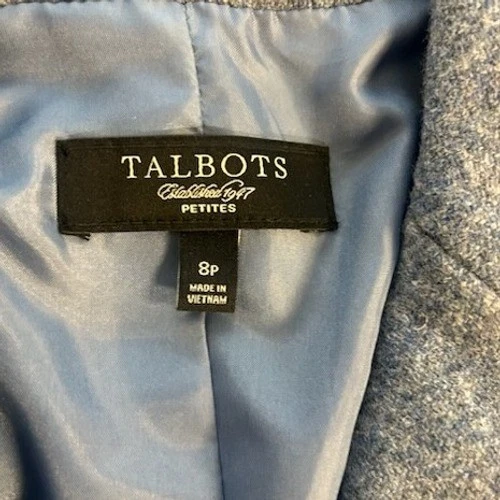 TALBOTS
Established 1947
PETITES
8P
MADE IN
VIETNAM